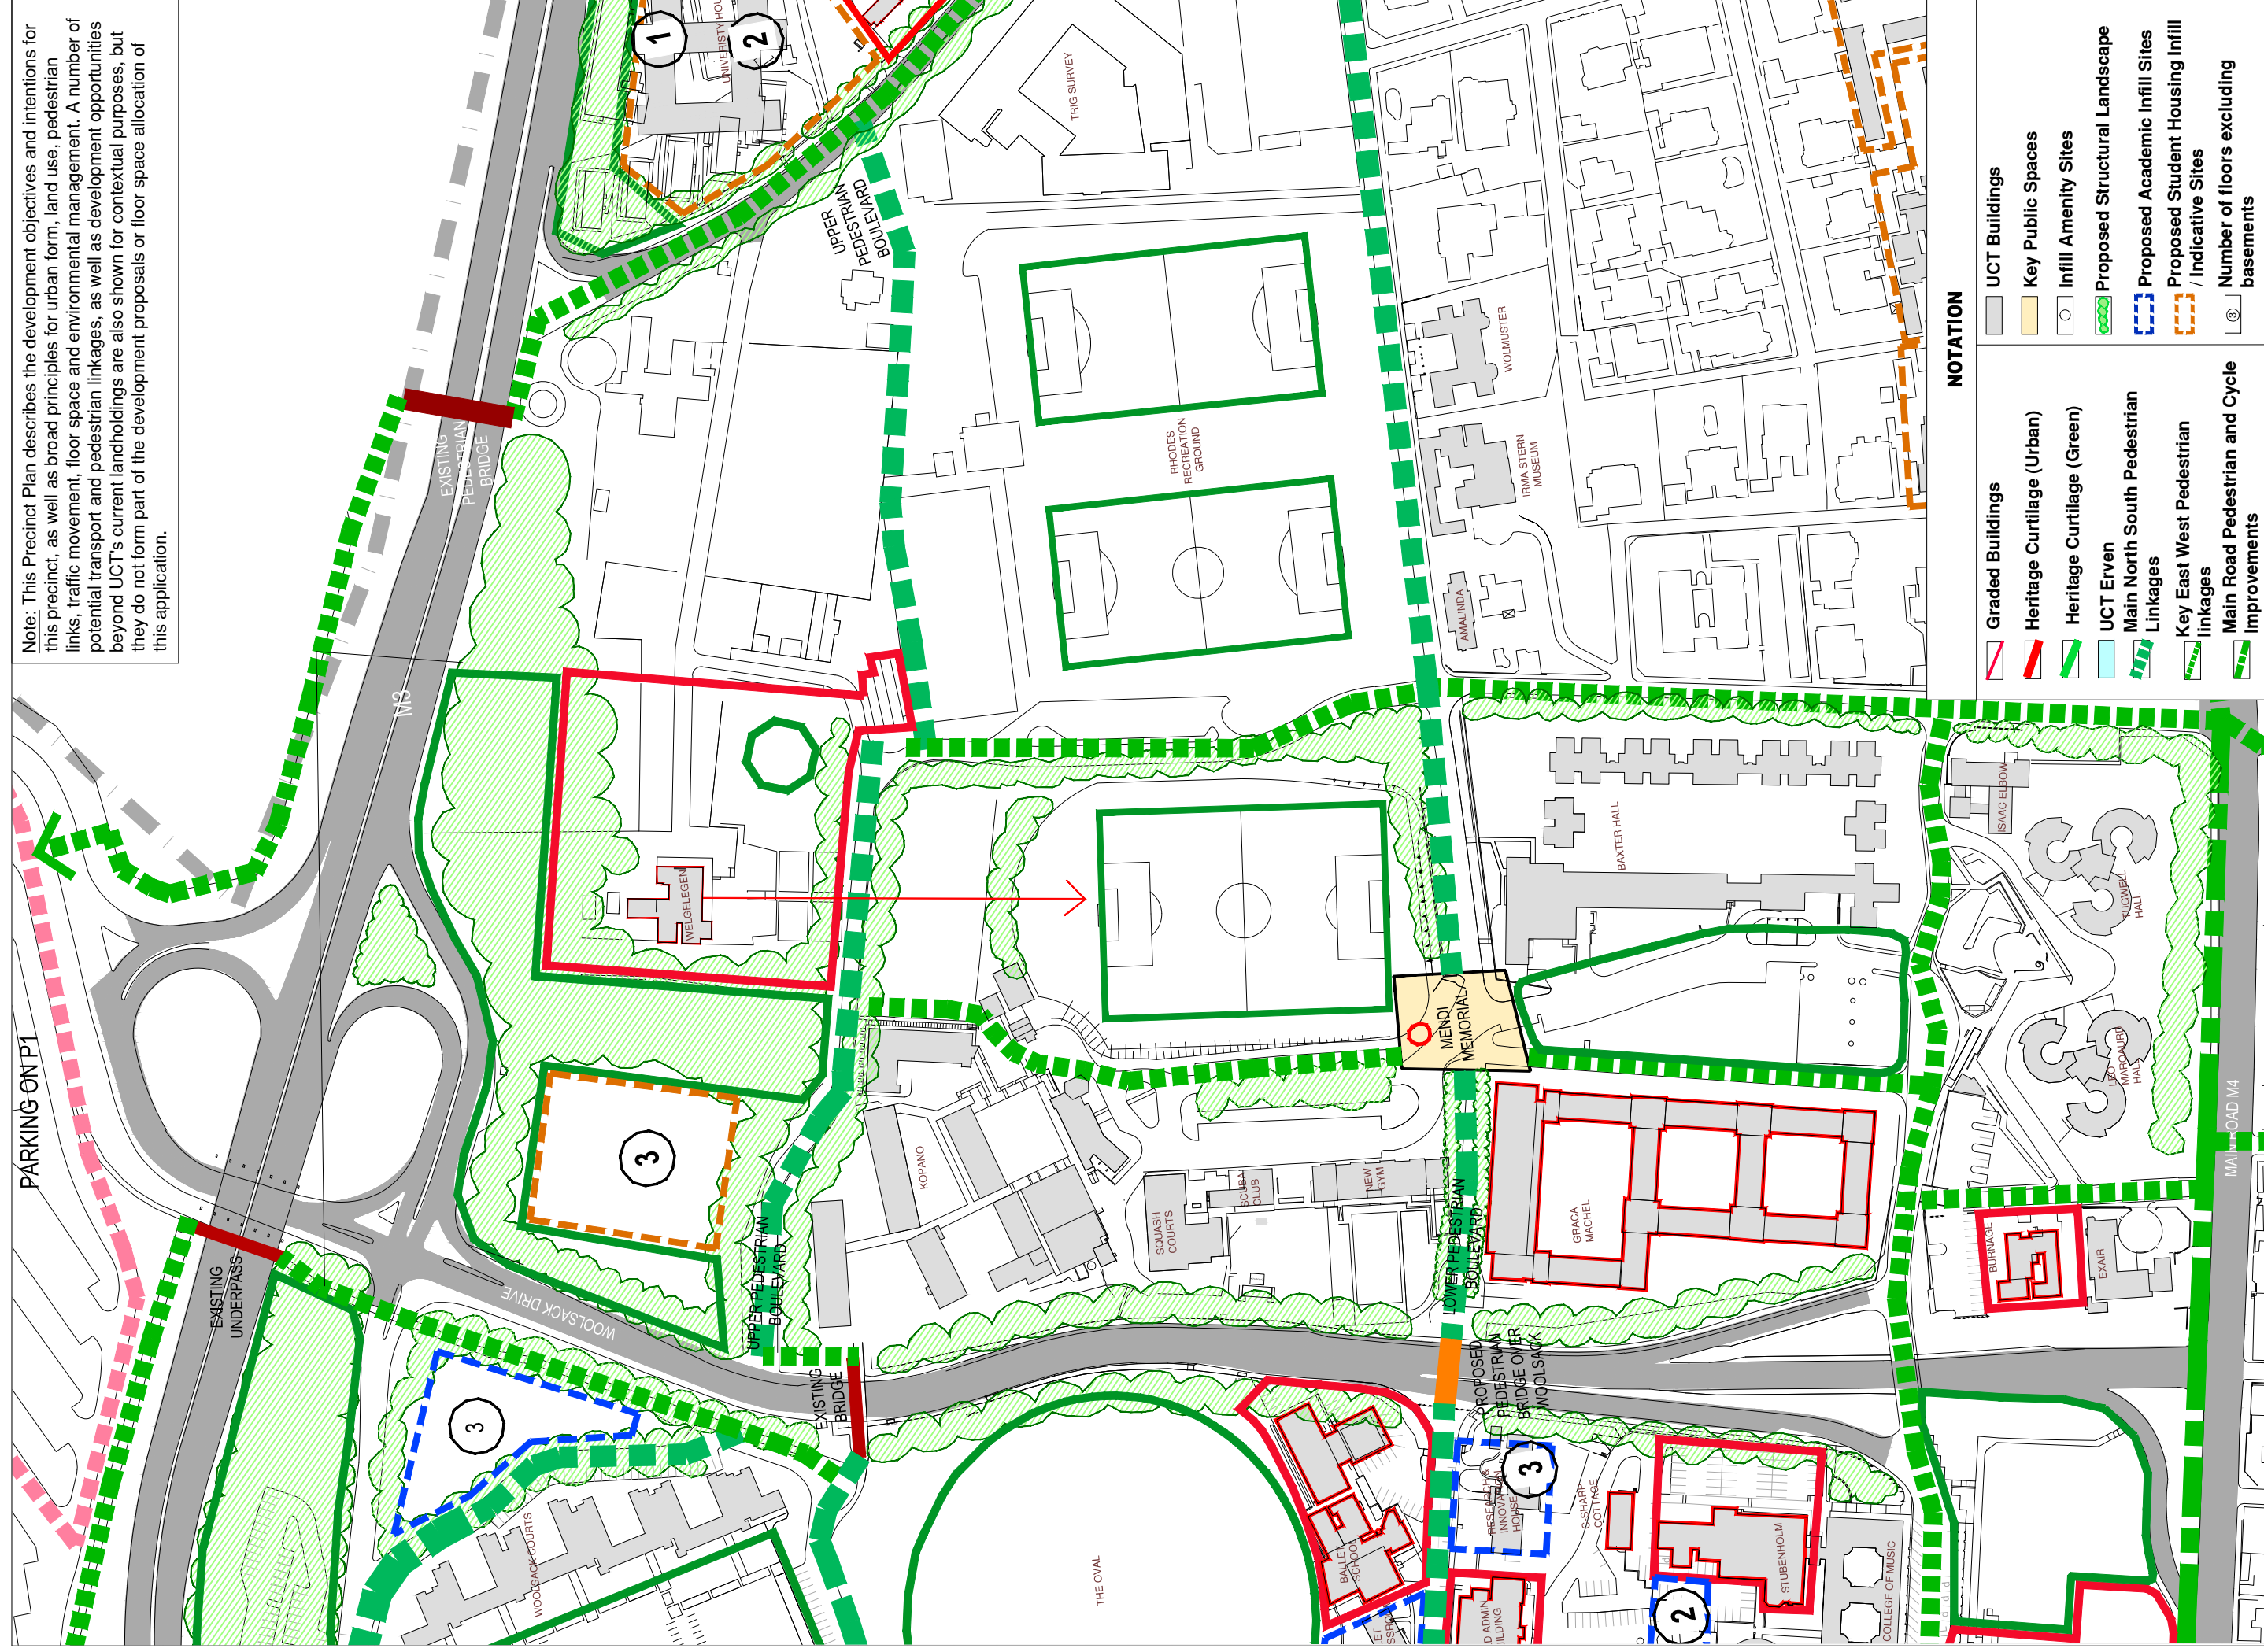 Note: This Precinct Plan describes the development objectives and intentions for
this precinct, as well as broad principles for urban form, land use, pedestrian
links, traffic movement, floor space and environmental management. A number of
potential transport and pedestrian linkages, as well as development opportunities
beyond UCT's current landholdings are also shown for contextual purposes, but
they do not form part of the development proposals or floor space allocation of
this application.
1
2
TRIG SURVEY
UPPER
PEDESTRIAN
BOULEVARD
EXISTING
PEDESTRIAN
BRIDGE
M3
RHODES
RECREATION
GROUND
WOLMUSTER
IRMA STERN
MUSEUM
AMALINDA
WELGELEGEN
PARKING ON P1
MENDI
MEMORIAL
BAXTER HALL
ISAAC ELBOW
TUGWELL
HALL
LEO
MARQUARD
HALL
MAIN ROAD M4
3
KOPANO
SQUASH
COURTS
SCUBA
CLUB
NEW
GYM
GRACA
MACHEL
BURNAGE
EXAIR
EXISTING
UNDERPASS
WOOLSACK DRIVE
UPPER PEDESTRIAN
BOULEVARD
LOWER PEDESTRIAN
BOULEVARD
EXISTING
BRIDGE
PROPOSED
PEDESTRIAN
BRIDGE OVER
WOOLSACK
3
WOOLSACK COURTS
THE OVAL
BALLET
SCHOOL
RESEARCH &
INNOVATION
HOUSE
3
C-SHARP
COTTAGE
STUBBENHOLM
2
COLLEGE OF MUSIC
NOTATION
Graded Buildings
Heritage Curtilage (Urban)
Heritage Curtilage (Green)
UCT Erven
Main North South Pedestrian
Linkages
Key East West Pedestrian
linkages
Main Road Pedestrian and Cycle
Improvements
UCT Buildings
Key Public Spaces
Infill Amenity Sites
Proposed Structural Landscape
Proposed Academic Infill Sites
Proposed Student Housing Infill
/ Indicative Sites
3
Number of floors excluding
basements